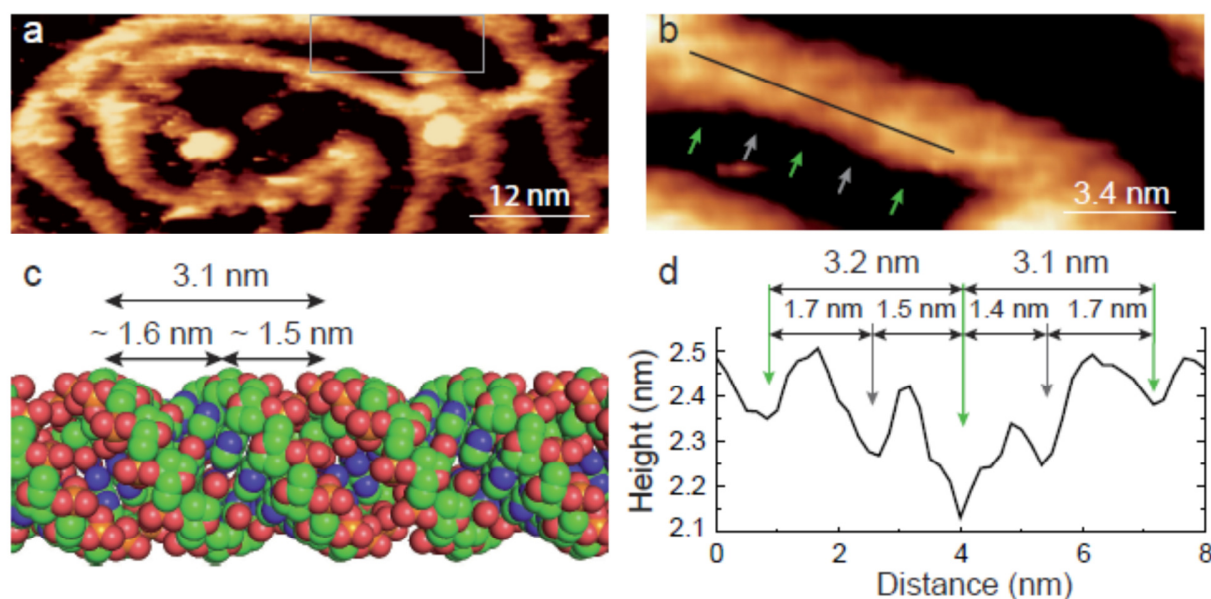 a
12 nm
b
3.4 nm
c
3.1 nm
~ 1.6 nm
~ 1.5 nm
d
3.2 nm
3.1 nm
1.7 nm
1.5 nm
1.4 nm
1.7 nm
2.5
2.4
2.3
2.2
2.1
Height (nm)
0
2
4
6
8
Distance (nm)